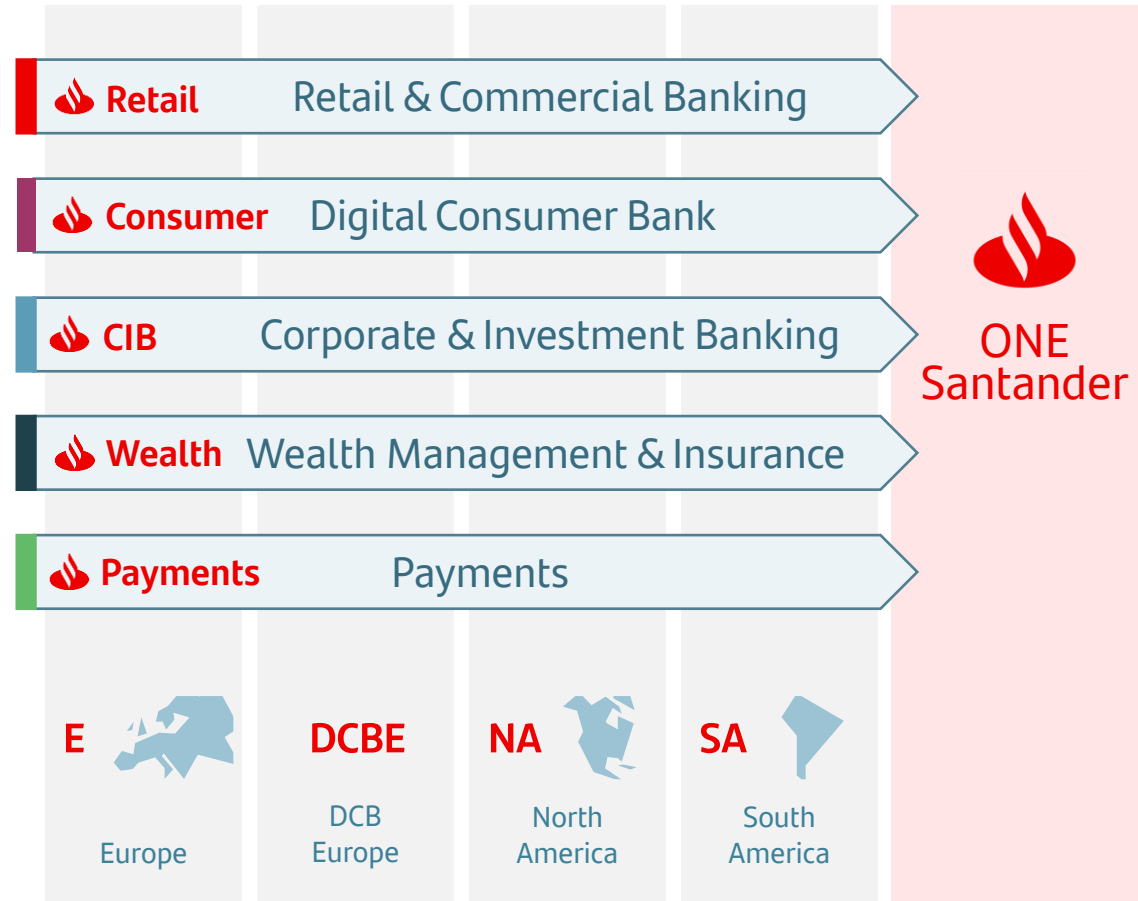 Retail Retail & Commercial Banking
Consumer Digital Consumer Bank
CIB Corporate & Investment Banking
Wealth Wealth Management & Insurance
Payments Payments
ONE
Santander
E
Europe
DCBE
DCB
Europe
NA
North
America
SA
South
America